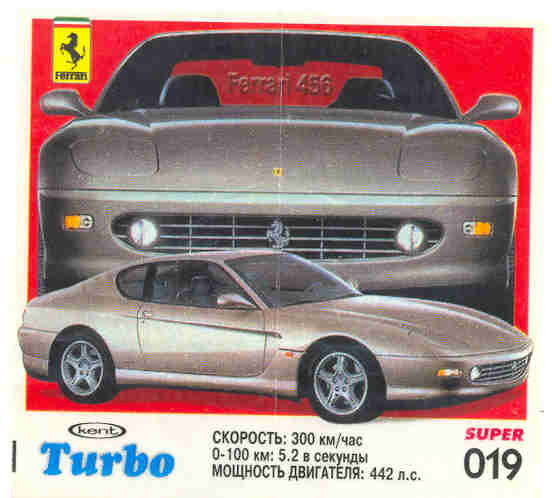 Ferrari
Ferrari 456
kent
Turbo
СКОРОСТЬ: 300 км/час
0-100 км: 5.2 в секунды
МОЩНОСТЬ ДВИГАТЕЛЯ: 442 л.с.
SUPER
019